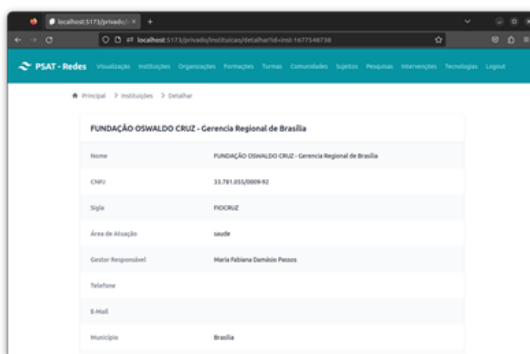 localhost:5173/privado/i
localhost:5173/privado/instituicao/detalhar?id=inst-1677546738
PSAT - Redes Visualização Instituições Organizações Formações Turmas Comunidades Sujeitos Pesquisas Intervenções Tecnologias Logout
Principal > Instituições > Detalhar
FUNDAÇÃO OSWALDO CRUZ - Gerencia Regional de Brasília
Nome FUNDAÇÃO OSWALDO CRUZ - Gerencia Regional de Brasília
CNPJ 33.781.055/0009-92
Sigla FIOCRUZ
Área de Atuação saude
Gestor Responsável Maria Fabiana Damásio Passos
Telefone
E-Mail
Município Brasília